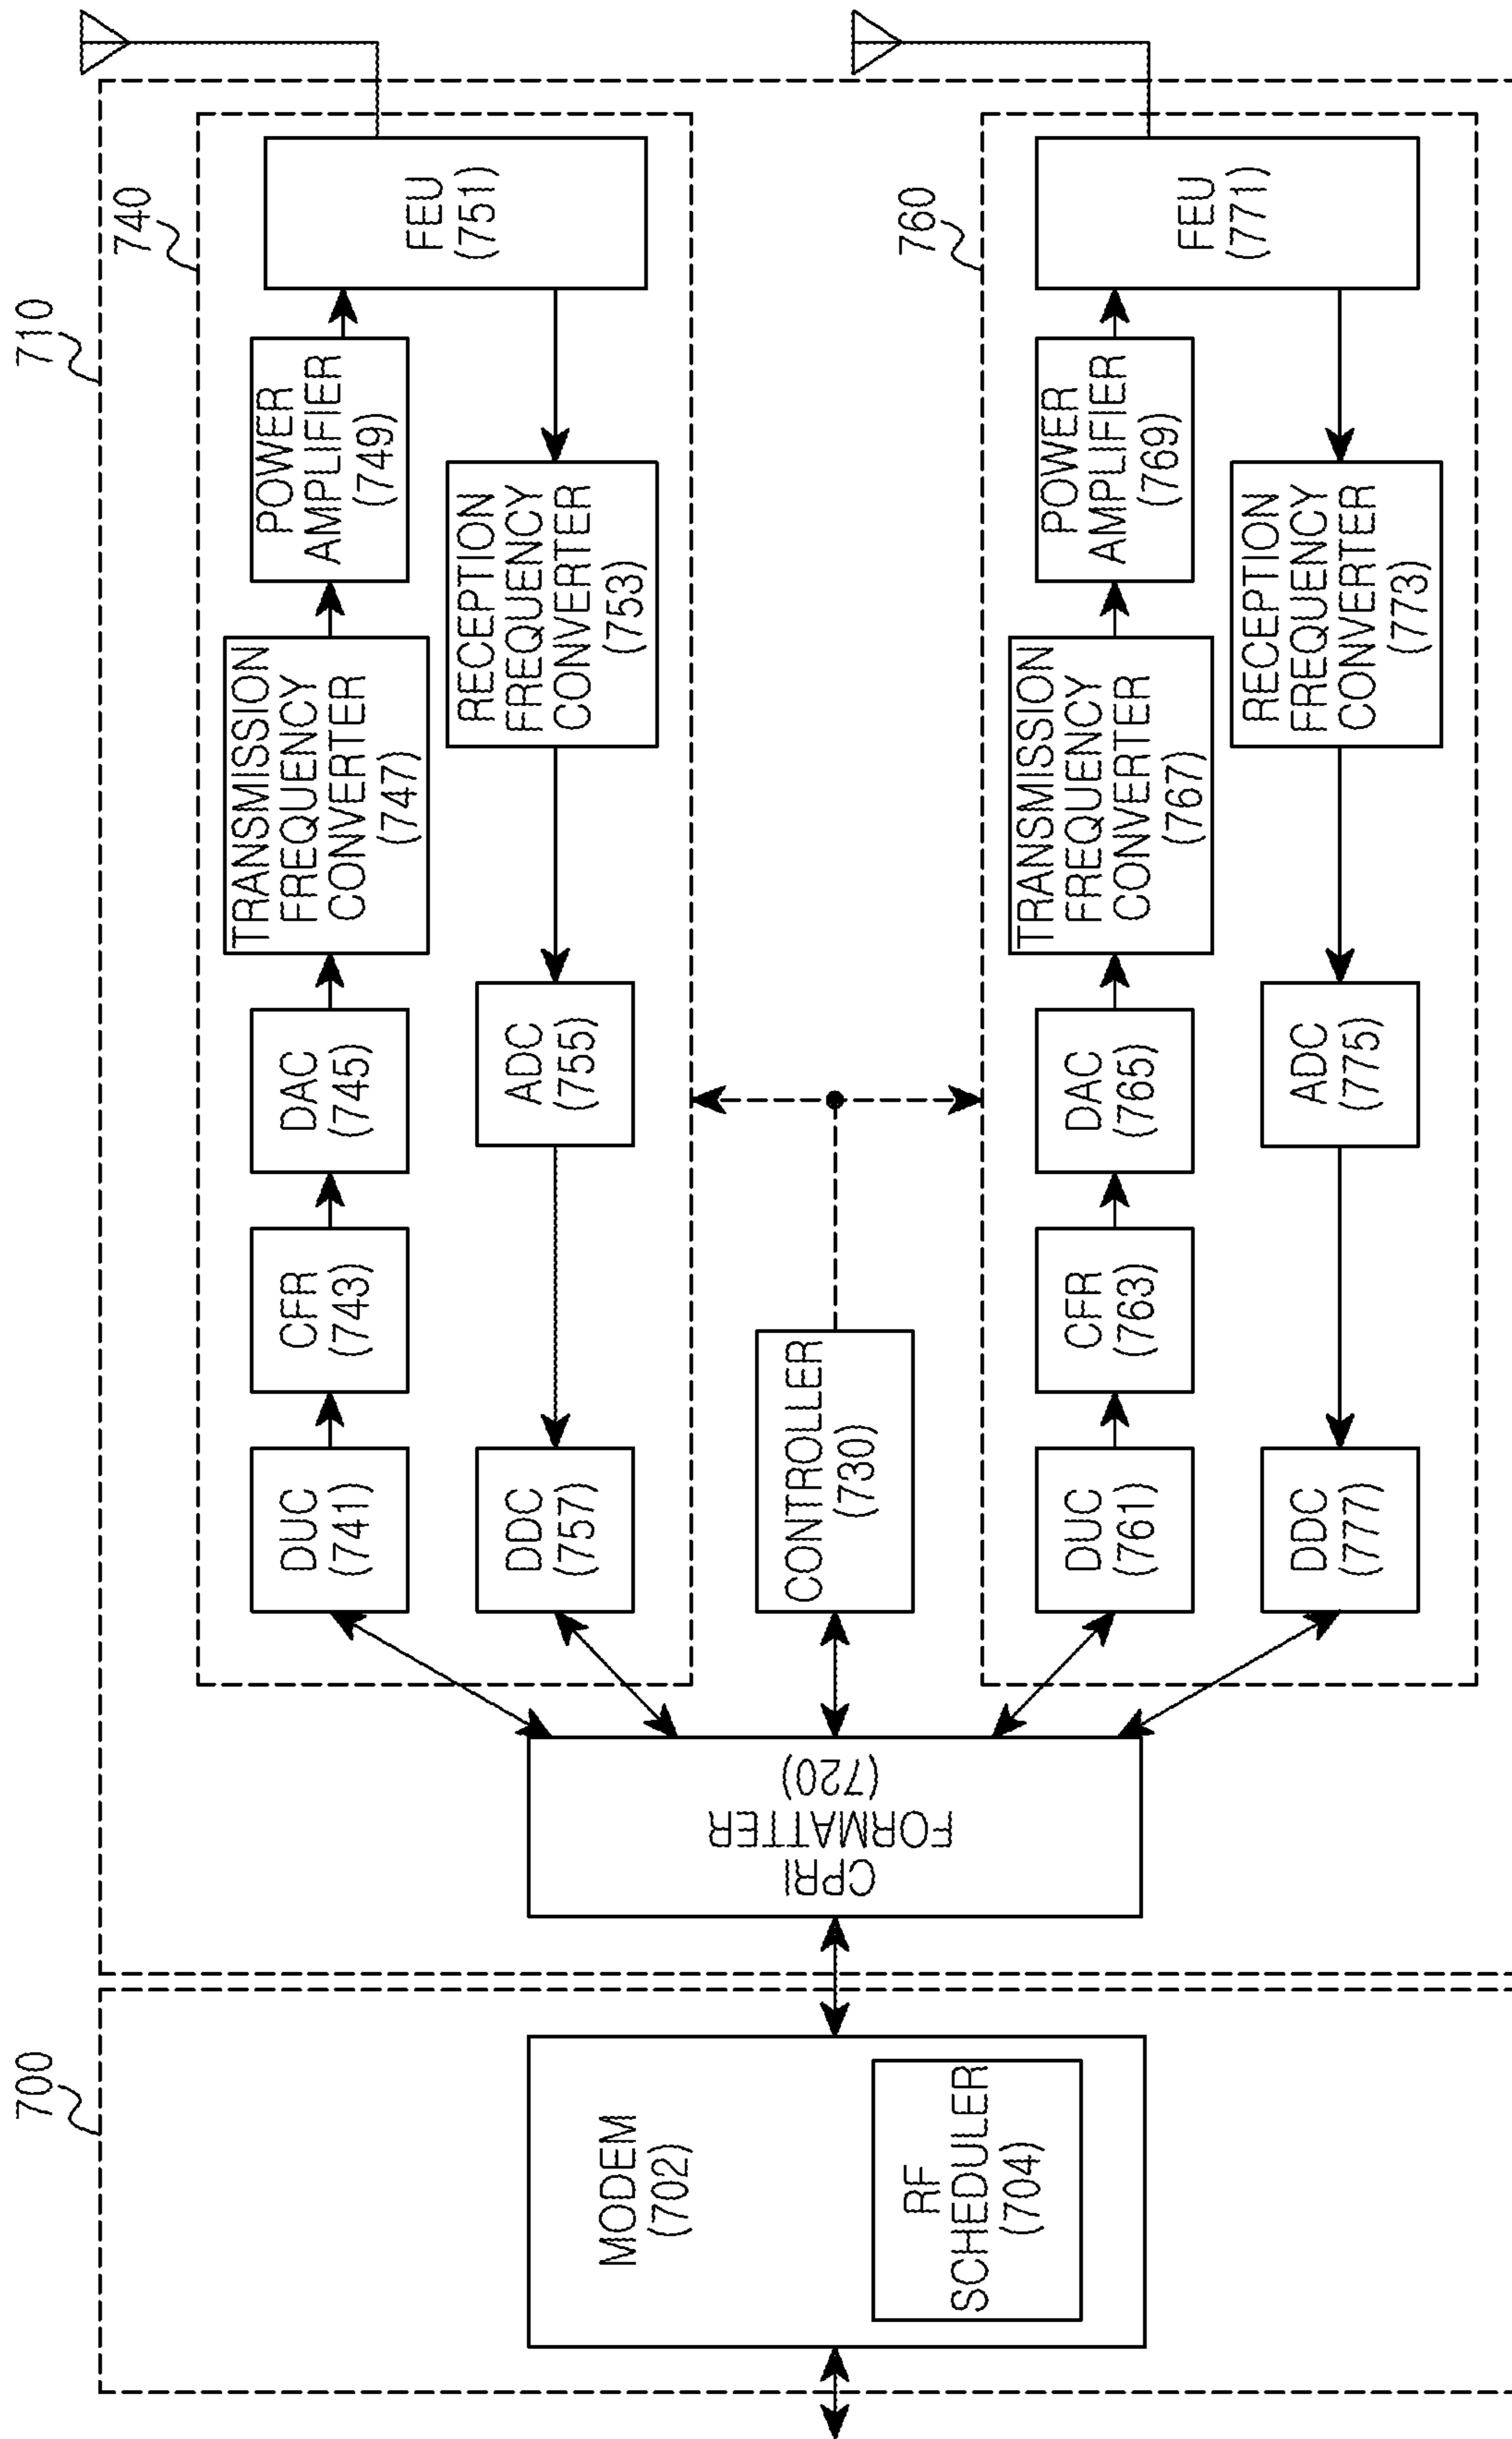 700
MODEM
(702)
RF
SCHEDULER
(704)
710
CPRI
FORMATTER
(720)
CONTROLLER
(730)
740
DUC
(741)
CFR
(743)
DAC
(745)
TRANSMISSION
FREQUENCY
CONVERTER
(747)
POWER
AMPLIFIER
(749)
FEU
(751)
DDC
(757)
ADC
(755)
RECEPTION
FREQUENCY
CONVERTER
(753)
760
DUC
(761)
CFR
(763)
DAC
(765)
TRANSMISSION
FREQUENCY
CONVERTER
(767)
POWER
AMPLIFIER
(769)
FEU
(771)
DDC
(777)
ADC
(775)
RECEPTION
FREQUENCY
CONVERTER
(773)